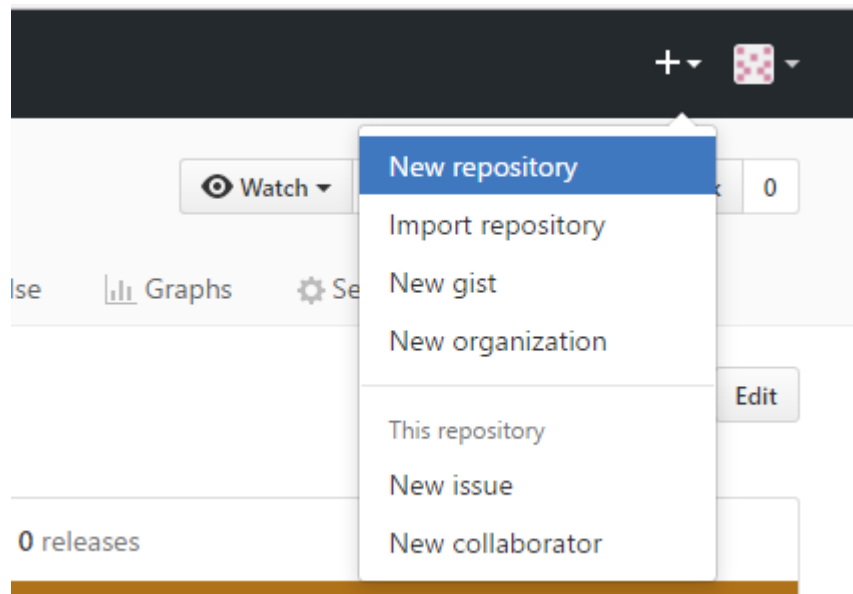 Watch
New repository
0
Import repository
lse
Graphs
Se
New gist
New organization
Edit
This repository
New issue
0 releases
New collaborator